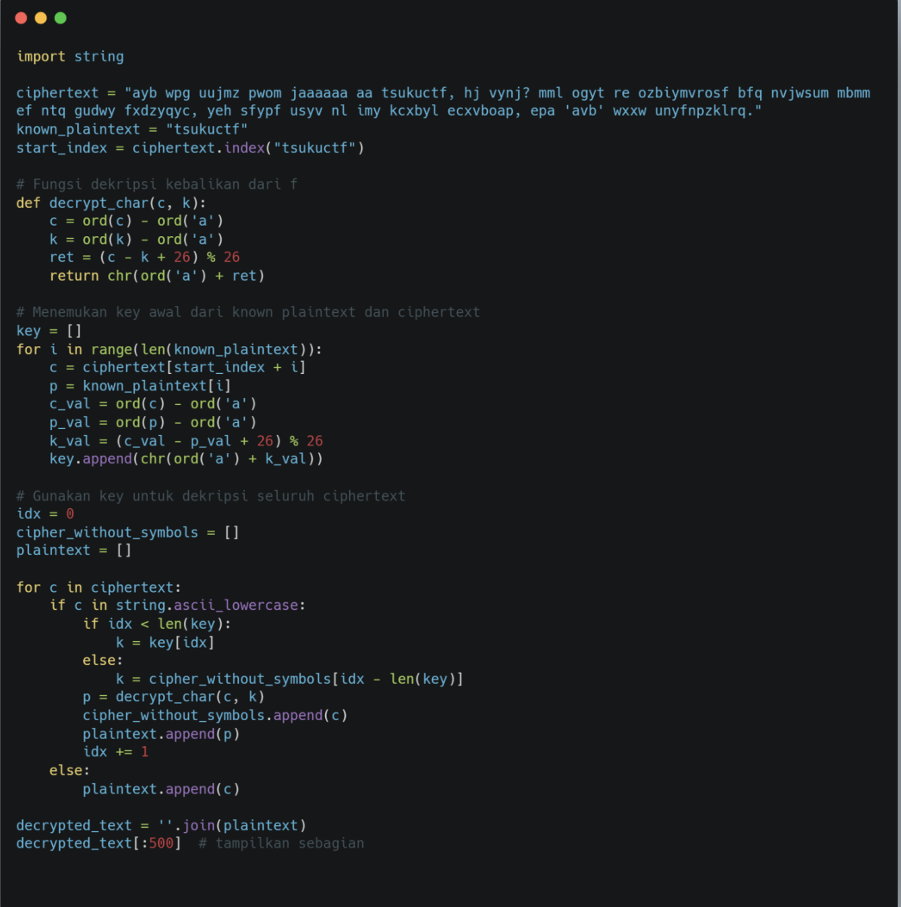 import string

ciphertext = "ayb wpg uujmz pwom jaaaaaa aa tsukuctf, hj vynj? mml ogyt re ozbiymvrosf bfq nvjwsum mbmm
ef ntq gudwy fxdzyqyc, yeh sfypf usyv nl imy kcxbyl ecxvboap, epa 'avb' wxxw unyfnpzklrq."
known_plaintext = "tsukuctf"
start_index = ciphertext.index("tsukuctf")

# Fungsi dekripsi kebalikan dari f
def decrypt_char(c, k):
    c = ord(c) - ord('a')
    k = ord(k) - ord('a')
    ret = (c - k + 26) % 26
    return chr(ord('a') + ret)

# Menemukan key awal dari known plaintext dan ciphertext
key = []
for i in range(len(known_plaintext)):
    c = ciphertext[start_index + i]
    p = known_plaintext[i]
    c_val = ord(c) - ord('a')
    p_val = ord(p) - ord('a')
    k_val = (c_val - p_val + 26) % 26
    key.append(chr(ord('a') + k_val))

# Gunakan key untuk dekripsi seluruh ciphertext
idx = 0
cipher_without_symbols = []
plaintext = []

for c in ciphertext:
    if c in string.ascii_lowercase:
        if idx < len(key):
            k = key[idx]
        else:
            k = cipher_without_symbols[idx - len(key)]
        p = decrypt_char(c, k)
        cipher_without_symbols.append(c)
        plaintext.append(p)
        idx += 1
    else:
        plaintext.append(c)

decrypted_text = ''.join(plaintext)
decrypted_text[:500]  # tampilkan sebagian